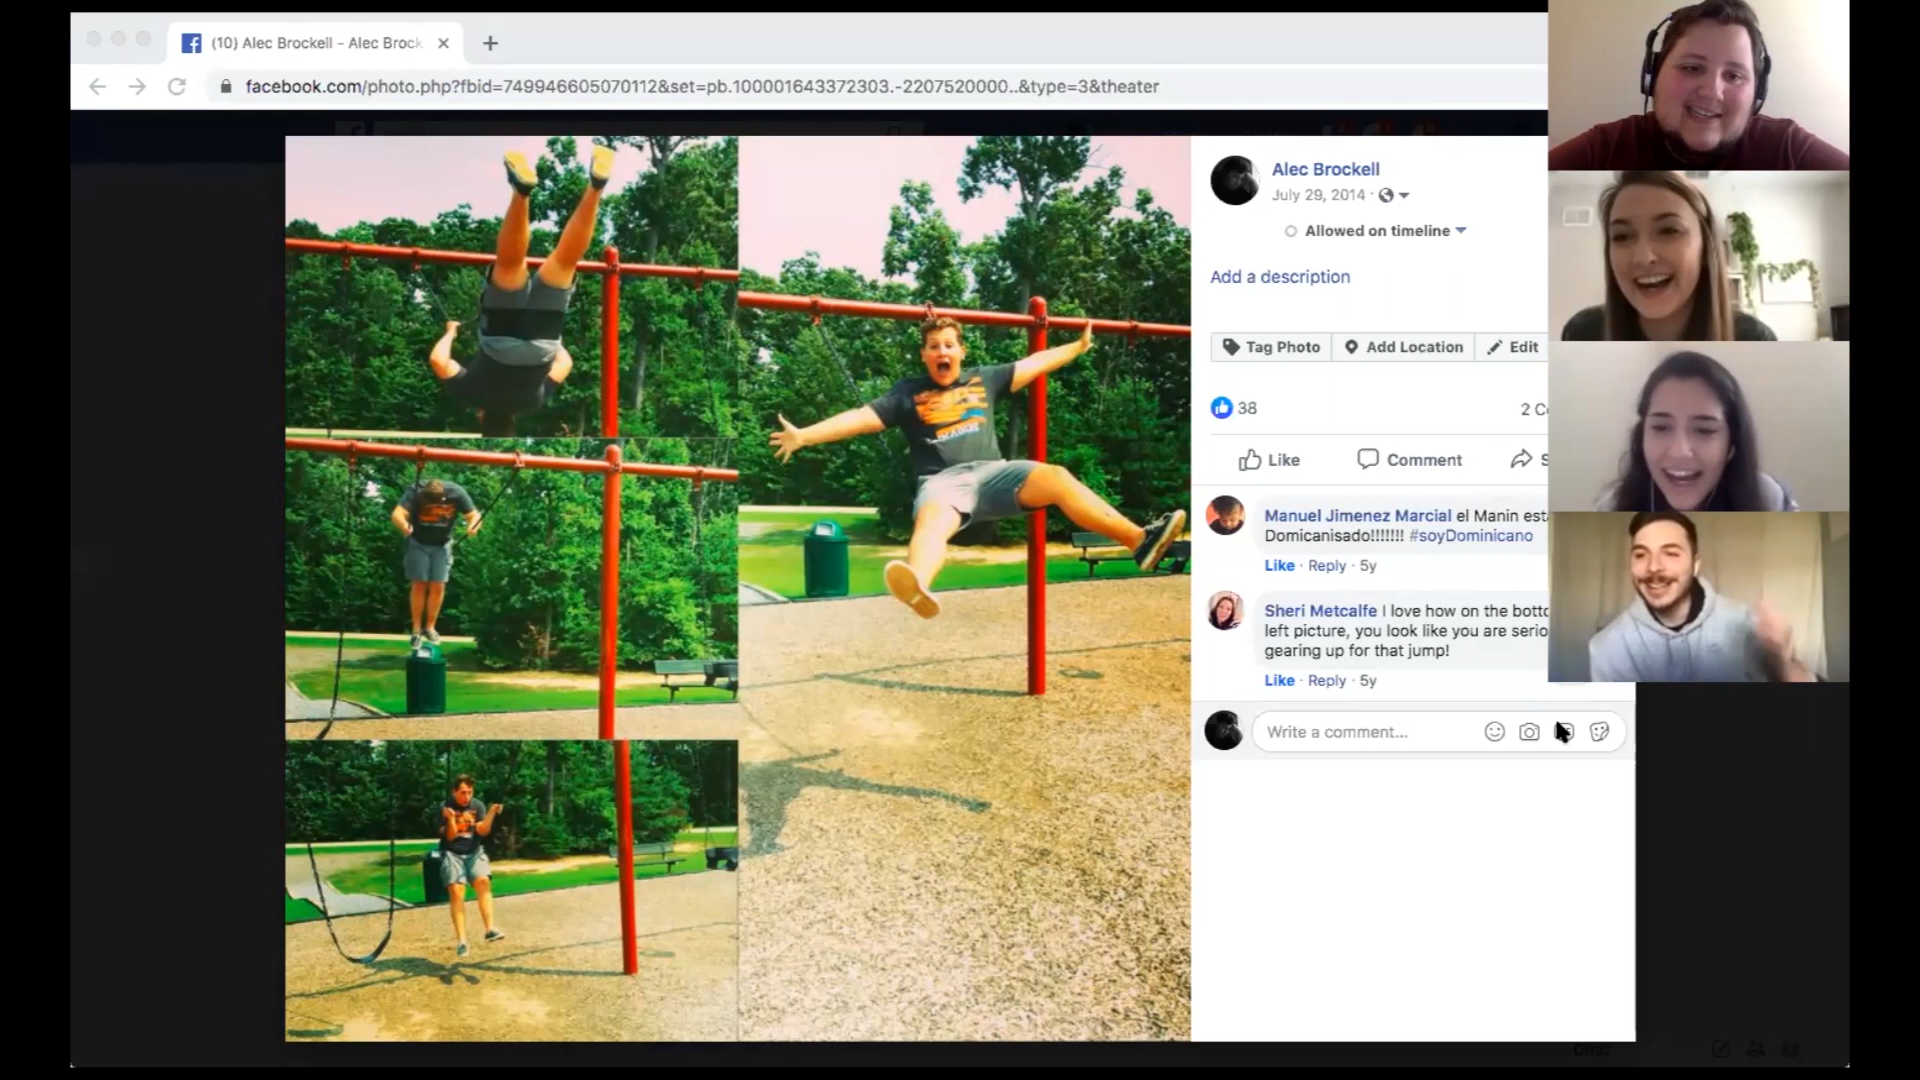 (10) Alec Brockell - Alec Brock
facebook.com/photo.php?fbid=749946605070112&set=pb.100001643372303.-2207520000..&type=3&theater
Alec Brockell
July 29, 2014
Allowed on timeline
Add a description
Tag Photo Add Location Edit
38 2 Co
Like Comment S
Manuel Jimenez Marcial el Manin est
Domicanisado!!!!!!! #soyDominicano
Like · Reply · 5y
Sheri Metcalfe I love how on the botto
left picture, you look like you are serio
gearing up for that jump!
Like · Reply · 5y
Write a comment...
Chat